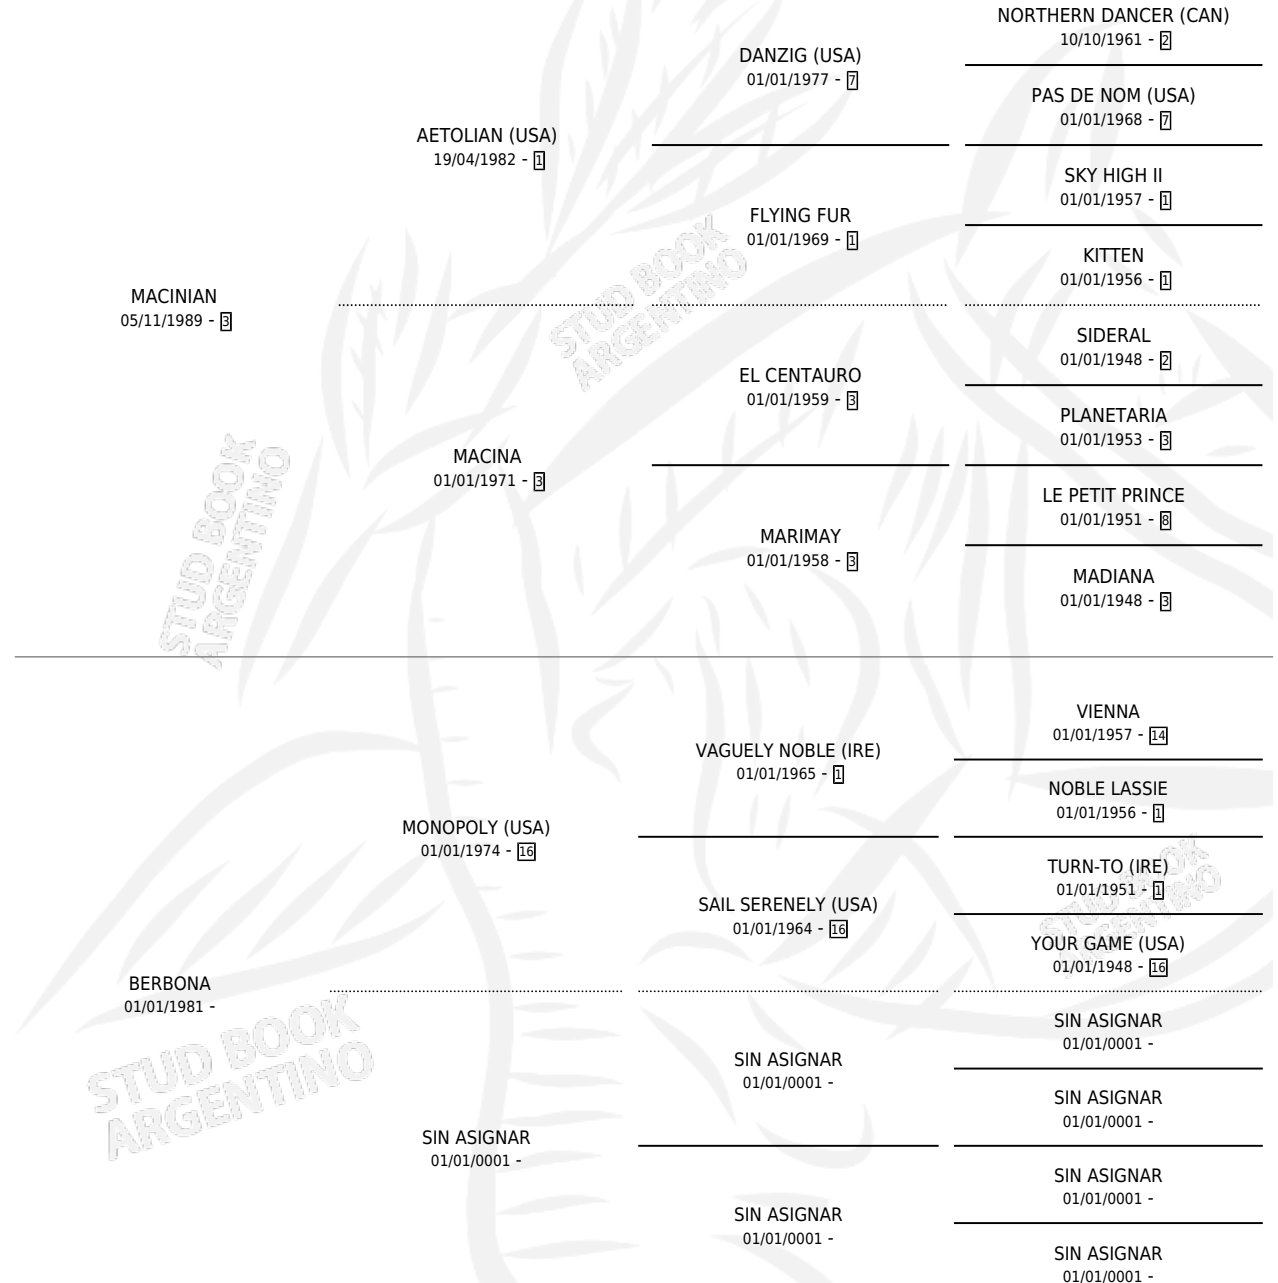 NORTHERN DANCER (CAN)
10/10/1961 - 2
DANZIG (USA)
01/01/1977 - 7
PAS DE NOM (USA)
01/01/1968 - 7
AETOLIAN (USA)
19/04/1982 - 1
SKY HIGH II
01/01/1957 - 1
FLYING FUR
01/01/1969 - 1
KITTEN
01/01/1956 - 1
MACINIAN
05/11/1989 - 3
SIDERAL
01/01/1948 - 2
EL CENTAURO
01/01/1959 - 3
PLANETARIA
01/01/1953 - 3
MACINA
01/01/1971 - 3
LE PETIT PRINCE
01/01/1951 - 8
MARIMAY
01/01/1958 - 3
MADIANA
01/01/1948 - 3
STUD BOOK
ARGENTINO
STUD BOOK
ARGENTINO
VIENNA
01/01/1957 - 14
VAGUELY NOBLE (IRE)
01/01/1965 - 1
NOBLE LASSIE
01/01/1956 - 1
MONOPOLY (USA)
01/01/1974 - 16
TURN-TO (IRE)
01/01/1951 - 1
SAIL SERENELY (USA)
01/01/1964 - 16
YOUR GAME (USA)
01/01/1948 - 16
STUD BOOK
ARGENTINO
BERBONA
01/01/1981 -
SIN ASIGNAR
01/01/0001 -
SIN ASIGNAR
01/01/0001 -
SIN ASIGNAR
01/01/0001 -
SIN ASIGNAR
01/01/0001 -
SIN ASIGNAR
01/01/0001 -
SIN ASIGNAR
01/01/0001 -
SIN ASIGNAR
01/01/0001 -
STUD BOOK
ARGENTINO